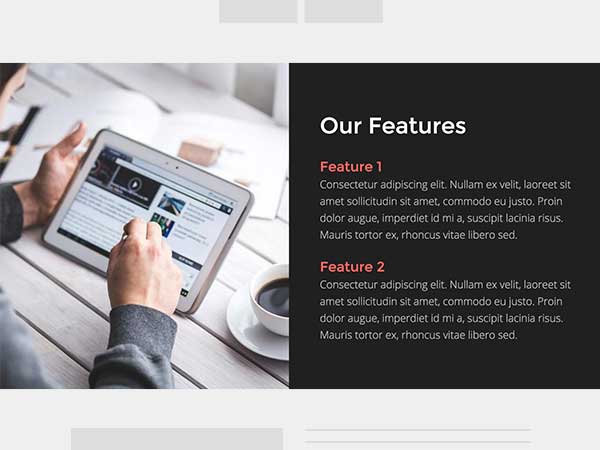 Our Features
Feature 1
Consectetur adipiscing elit. Nullam ex velit, laoreet sit
amet sollicitudin sit amet, commodo eu justo. Proin
dolor augue, imperdiet id mi a, suscipit lacinia risus.
Mauris tortor ex, rhoncus vitae libero sed.
Feature 2
Consectetur adipiscing elit. Nullam ex velit, laoreet sit
amet sollicitudin sit amet, commodo eu justo. Proin
dolor augue, imperdiet id mi a, suscipit lacinia risus.
Mauris tortor ex, rhoncus vitae libero sed.